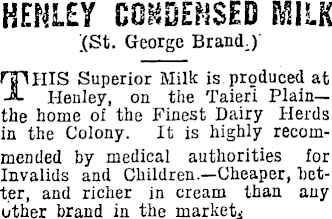 HENLEY CONDENSED MILK
(St. George Brand.)
THIS Superior Milk is produced at
Henley, on the Taieri Plain—
the home of the Finest Dairy Herds
in the Colony. It is highly recom-
mended by medical authorities for
Invalids and Children.—Cheaper, bet-
ter, and richer in cream than any
other brand in the market.